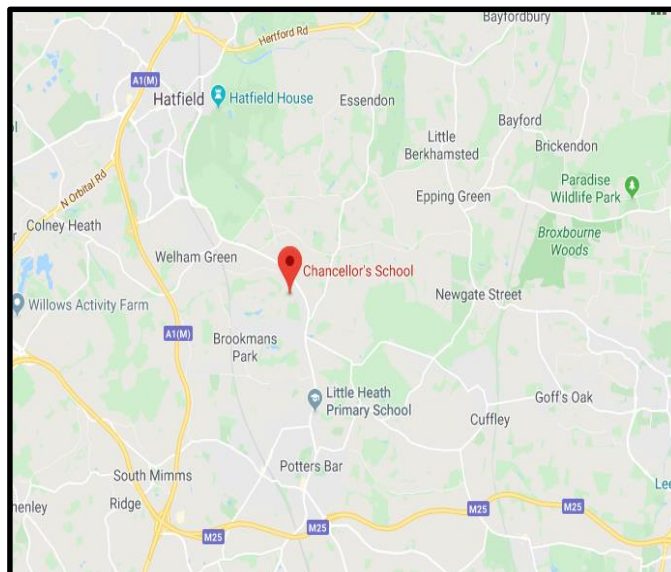 Bayfordbury
Hertford Rd
A1(M)
Hatfield
Hatfield House
Essendon
Bayford
Little
Berkhamsted
Brickendon
N Orbital Rd
Epping Green
Paradise
Wildlife Park
Colney Heath
Broxbourne
Woods
Welham Green
Chancellor's School
Newgate Street
Willows Activity Farm
A1(M)
Brookmans
Park
Little Heath
Primary School
Goff's Oak
Cuffley
South Mimms
Potters Bar
Lee
henley
Ridge
M25
M25
M25
M25